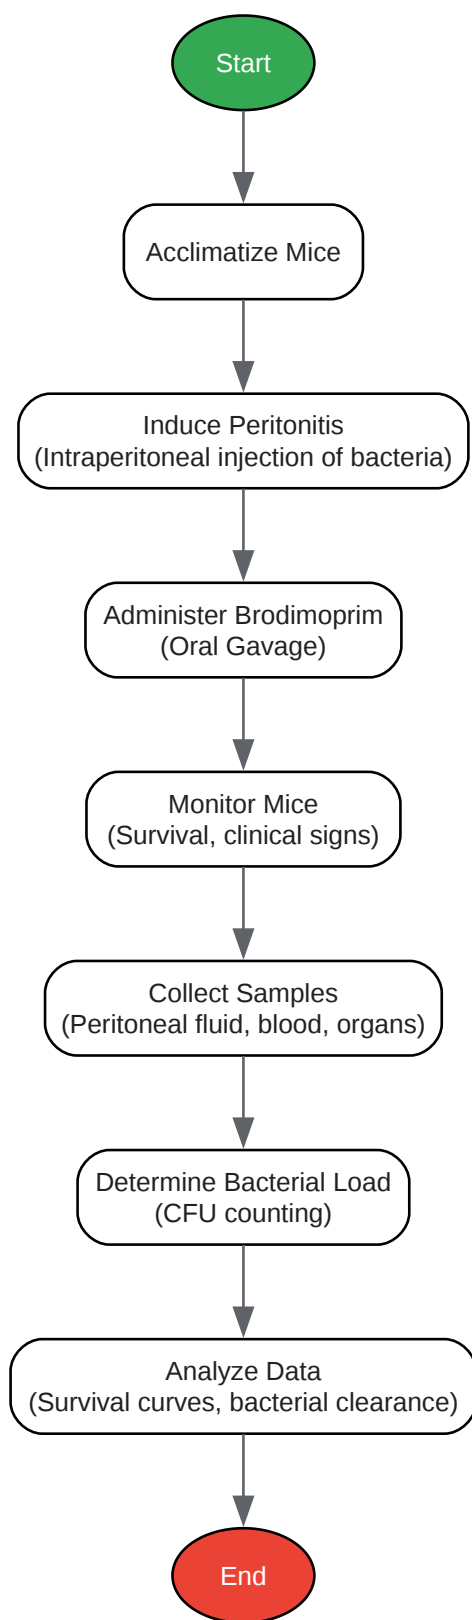 Start
Acclimatize Mice
Induce Peritonitis
(Intraperitoneal injection of bacteria)
Administer Brodimoprim
(Oral Gavage)
Monitor Mice
(Survival, clinical signs)
Collect Samples
(Peritoneal fluid, blood, organs)
Determine Bacterial Load
(CFU counting)
Analyze Data
(Survival curves, bacterial clearance)
End